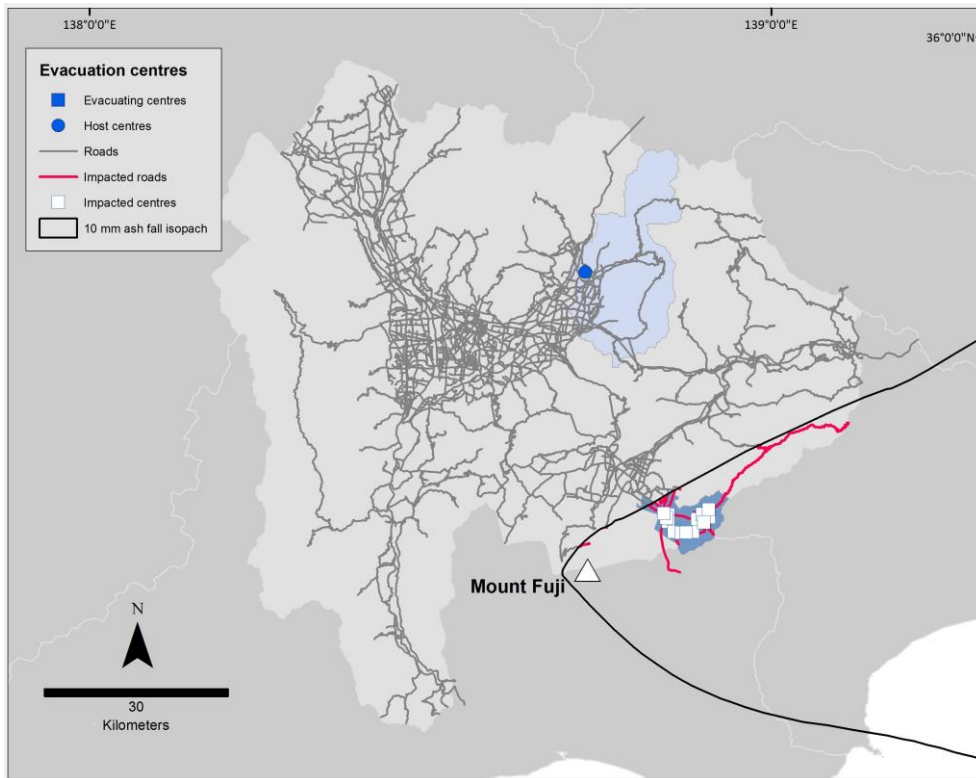 138°0'0"E
139°0'0"E
36°0'0"N
Evacuation centres
Evacuating centres
Host centres
Roads
Impacted roads
Impacted centres
10 mm ash fall isopach
Mount Fuji
N
30
Kilometers